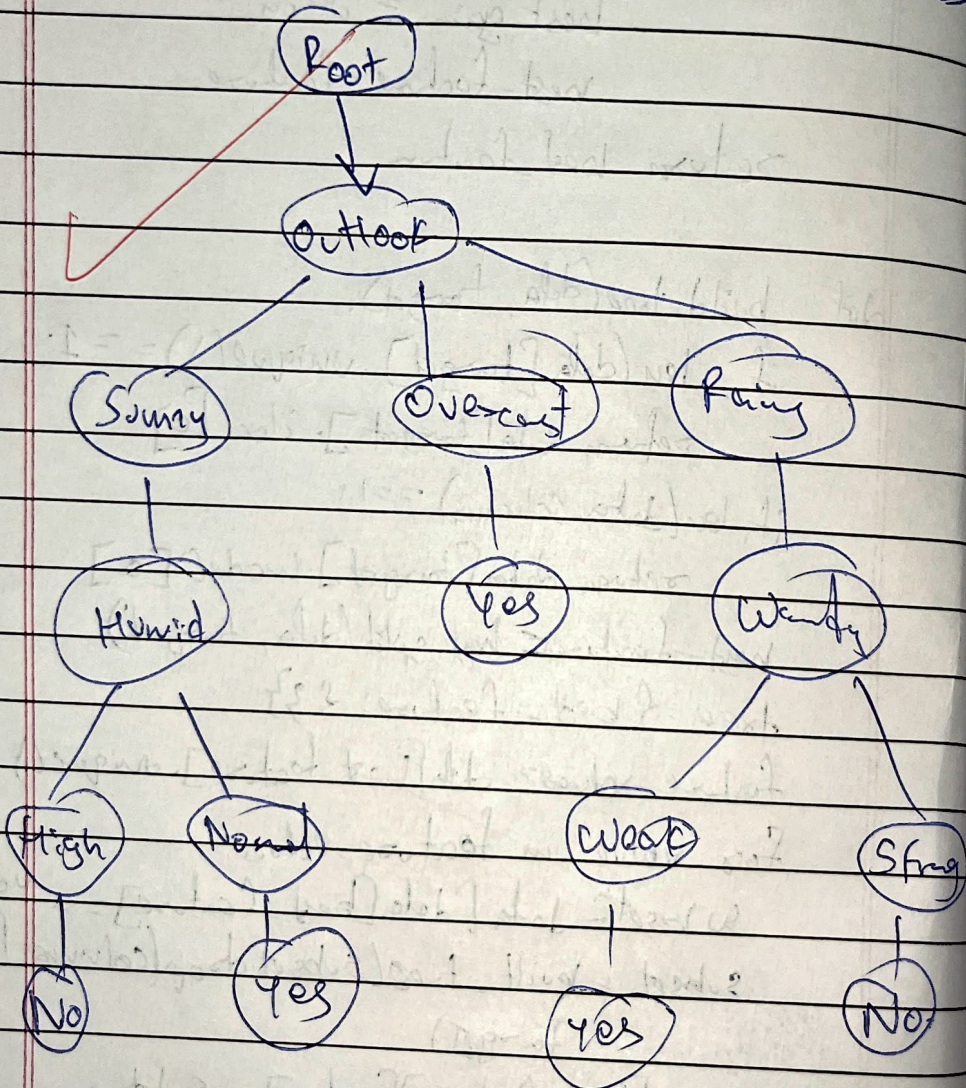 Root
Outlook
Sunny Overcast Rainy
Humid Yes Windy
High Normal Weak Strong
No Yes Yes No